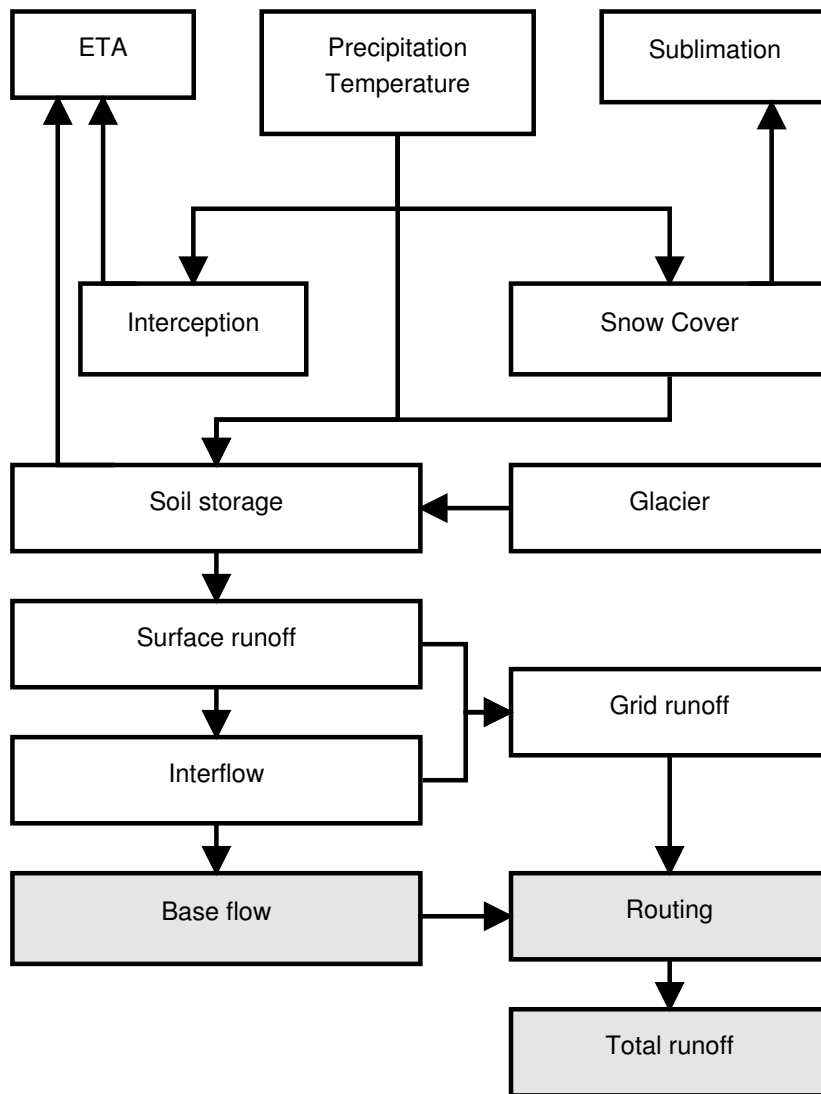 ETA
Precipitation
Temperature
Sublimation
Interception
Snow Cover
Soil storage
Glacier
Surface runoff
Grid runoff
Interflow
Base flow
Routing
Total runoff